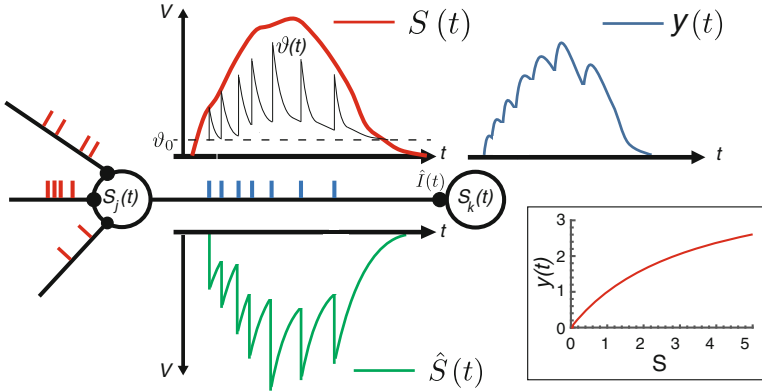 V
S(t)
ϑ(t)
ϑ0
t
y(t)
t
Sj(t)
Î(t)
Sk(t)
t
V
Ŝ(t)
y(t)
3
2
1
0
0 1 2 3 4 5
S